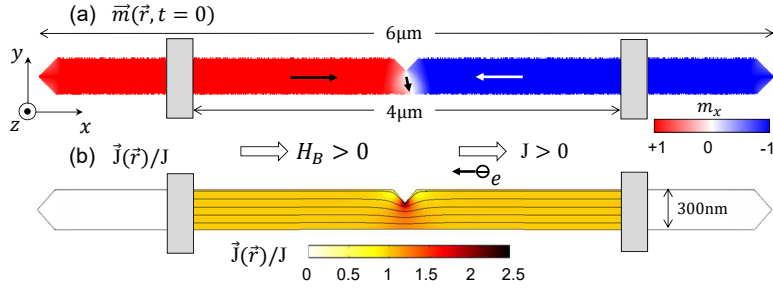 (a) m⃗(r⃗, t = 0)
6μm
y
z
x
4μm
m_x
+1 0 -1
(b) J⃗(r⃗)/J
H_B > 0
J > 0
e
300nm
J⃗(r⃗)/J
0 0.5 1 1.5 2 2.5